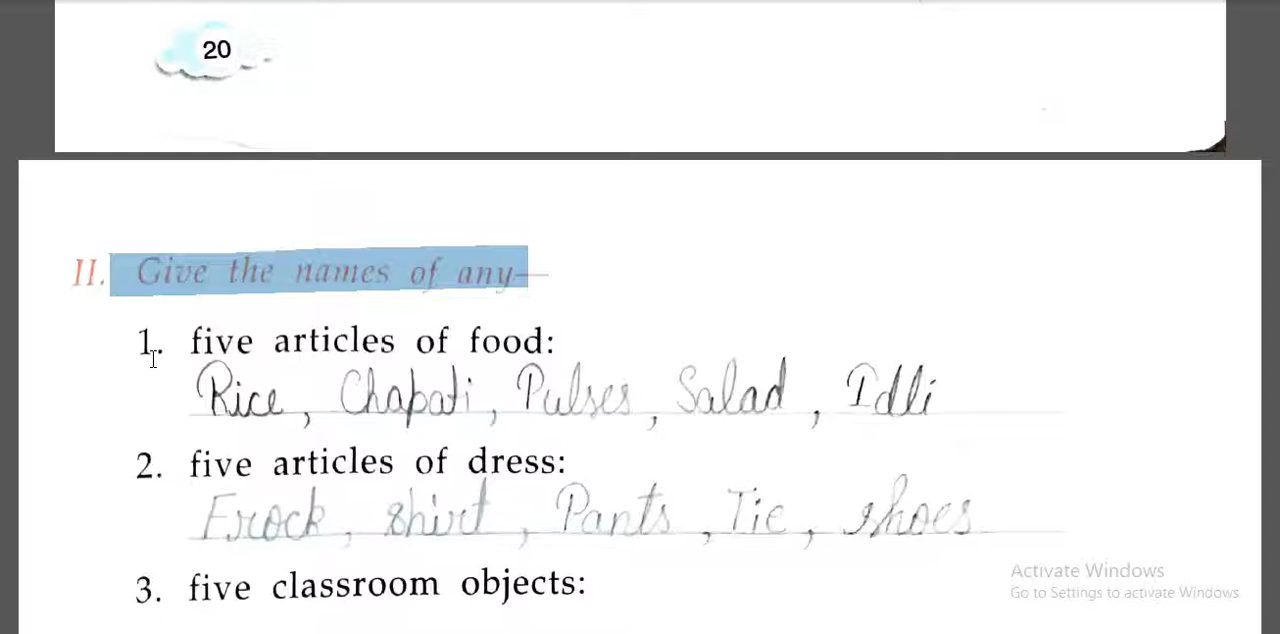 20
II. Give the names of any—
1. five articles of food:
Rice, Chapati, Pulses, Salad, Idli
2. five articles of dress:
Frock, shirt, Pants, Tie, shoes
3. five classroom objects:
Activate Windows
Go to Settings to activate Windows.